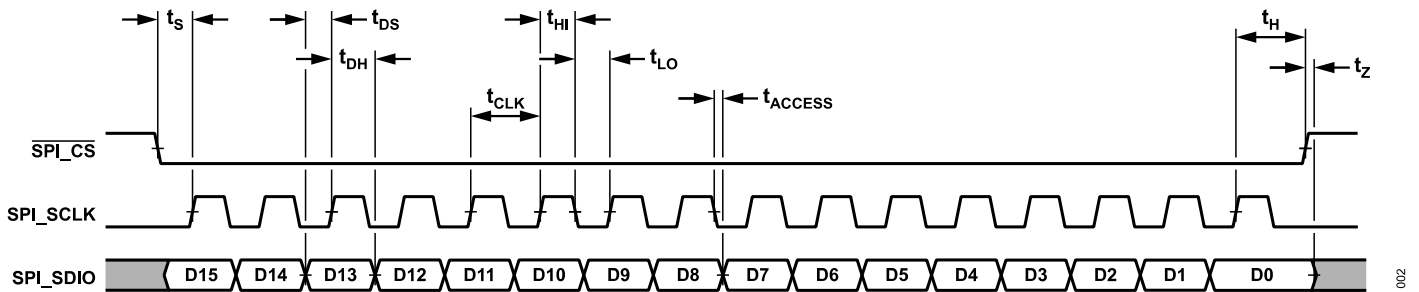 tS
tDS
tHI
tH
tDH
tLO
tZ
tCLK
tACCESS
SPI_CS
SPI_SCLK
SPI_SDIO D15 D14 D13 D12 D11 D10 D9 D8 D7 D6 D5 D4 D3 D2 D1 D0
002